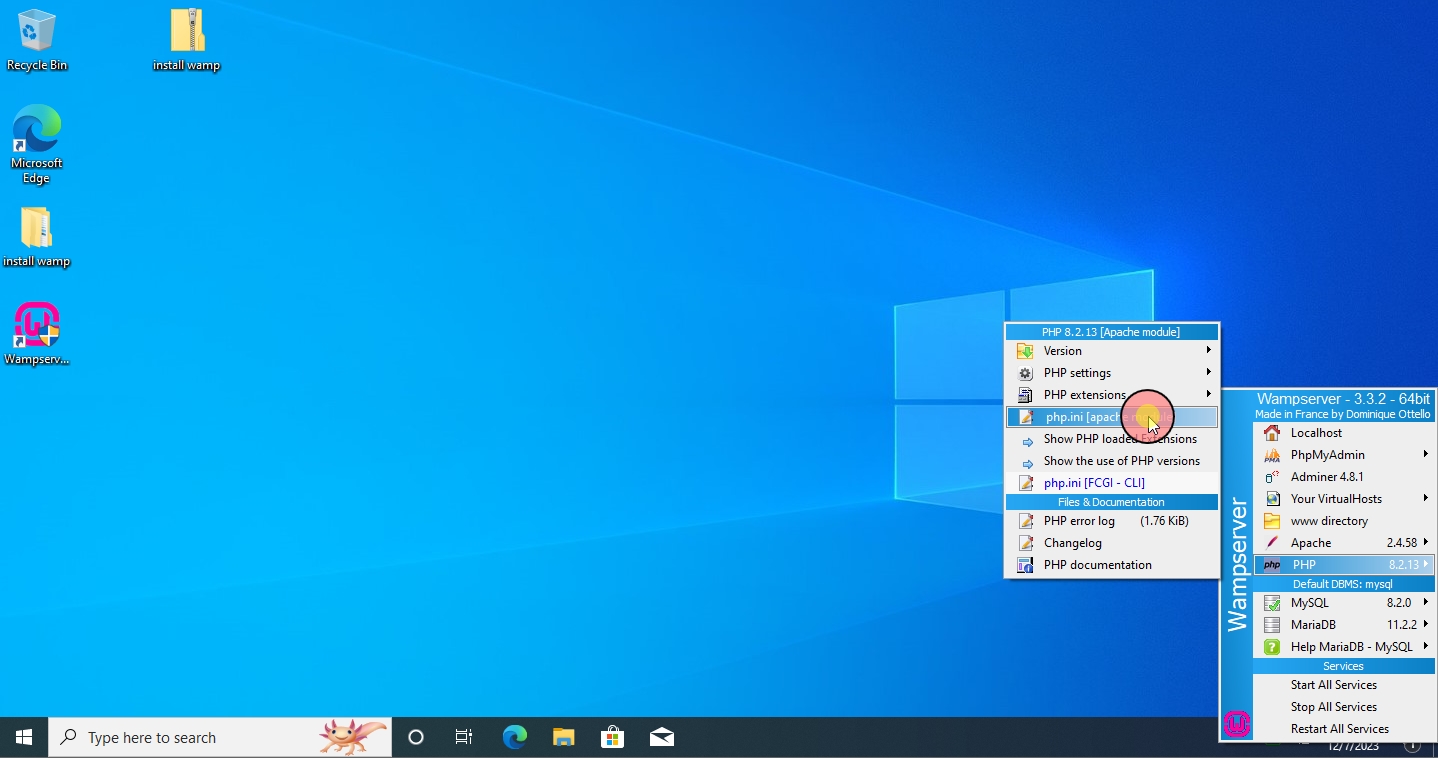 Recycle Bin
install wamp
Microsoft
Edge
install wamp
Wampserv...
PHP 8.2.13 [Apache module]
Version
PHP settings
PHP extensions
php.ini [apache module
Show PHP loaded Extensions
Show the use of PHP versions
php.ini [FCGI - CLI]
Files & Documentation
PHP error log (1.76 KiB)
Changelog
PHP documentation
Wampserver - 3.3.2 - 64bit
Made in France by Dominique Ottello
Wampserver
Localhost
PhpMyAdmin
Adminer 4.8.1
Your VirtualHosts
www directory
Apache 2.4.58
PHP 8.2.13
Default DBMS: mysql
MySQL 8.2.0
MariaDB 11.2.2
Help MariaDB - MySQL
Services
Start All Services
Stop All Services
Restart All Services
Type here to search
12/7/2023